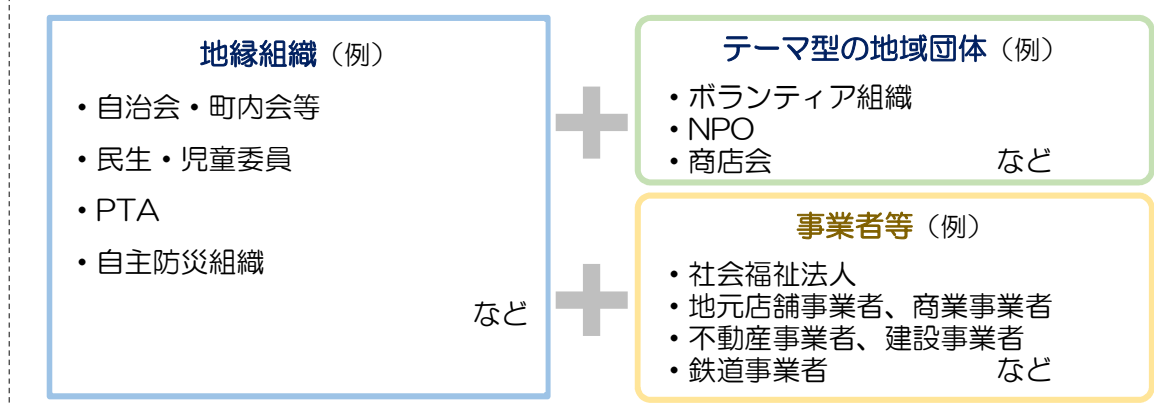 地縁組織（例）
・自治会・町内会等
・民生・児童委員
・PTA
・自主防災組織
など
テーマ型の地域団体（例）
・ボランティア組織
・NPO
・商店会 など
事業者等（例）
・社会福祉法人
・地元店舗事業者、商業事業者
・不動産事業者、建設事業者
・鉄道事業者 など